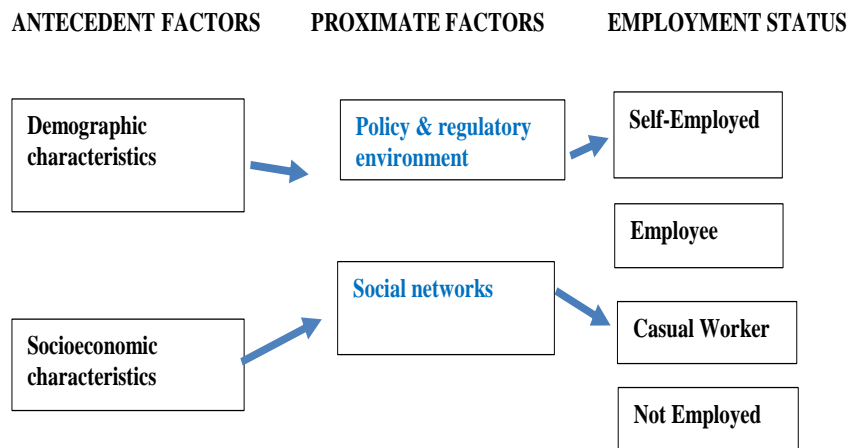 ANTECEDENT FACTORS
PROXIMATE FACTORS
EMPLOYMENT STATUS
Demographic
characteristics
Policy & regulatory
environment
Self-Employed
Employee
Social networks
Socioeconomic
characteristics
Casual Worker
Not Employed